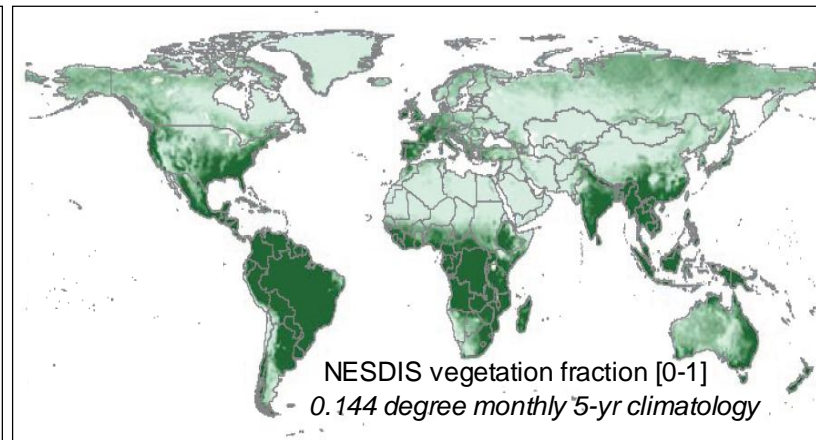 NESDIS vegetation fraction [0-1]
0.144 degree monthly 5-yr climatology